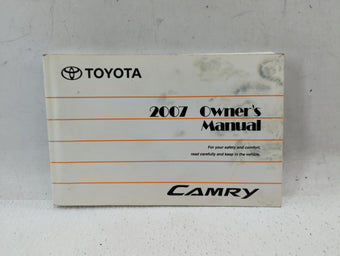 TOYOTA
2007 Owner's
Manual
For your safety and comfort,
read carefully and keep in the vehicle.
CAMRY